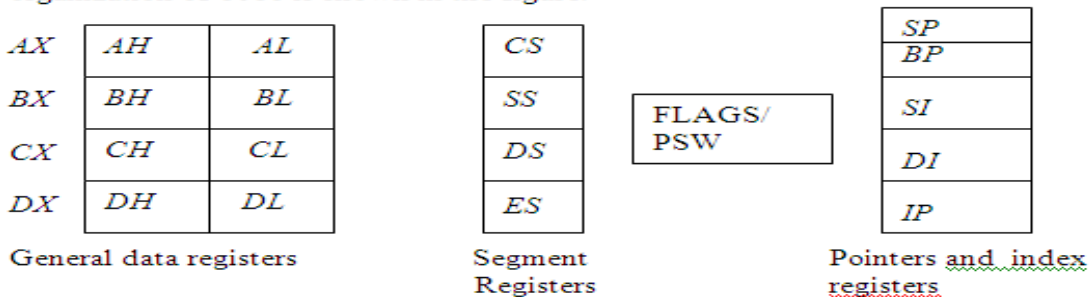 AX AH AL
BX BH BL
CX CH CL
DX DH DL
General data registers
CS
SS
DS
ES
Segment
Registers
FLAGS/
PSW
SP
BP
SI
DI
IP
Pointers and index
registers